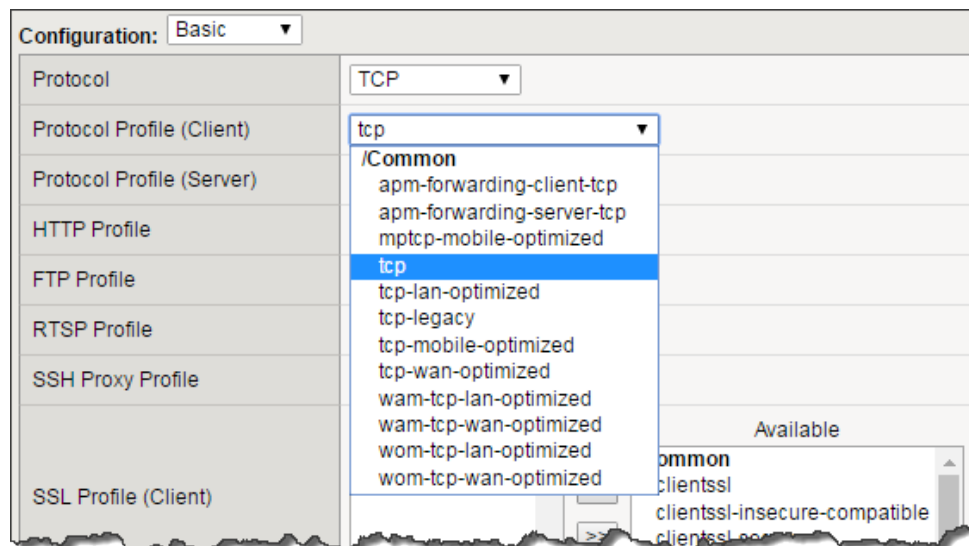 Configuration: Basic
Protocol TCP
Protocol Profile (Client) tcp
/Common
apm-forwarding-client-tcp
Protocol Profile (Server)
apm-forwarding-server-tcp
mptcp-mobile-optimized
HTTP Profile
tcp
FTP Profile
tcp-lan-optimized
tcp-legacy
RTSP Profile
tcp-mobile-optimized
tcp-wan-optimized
SSH Proxy Profile
wam-tcp-lan-optimized
wam-tcp-wan-optimized
wom-tcp-lan-optimized
wom-tcp-wan-optimized
Available
ommon
SSL Profile (Client)
clientssl
clientssl-insecure-compatible
>>